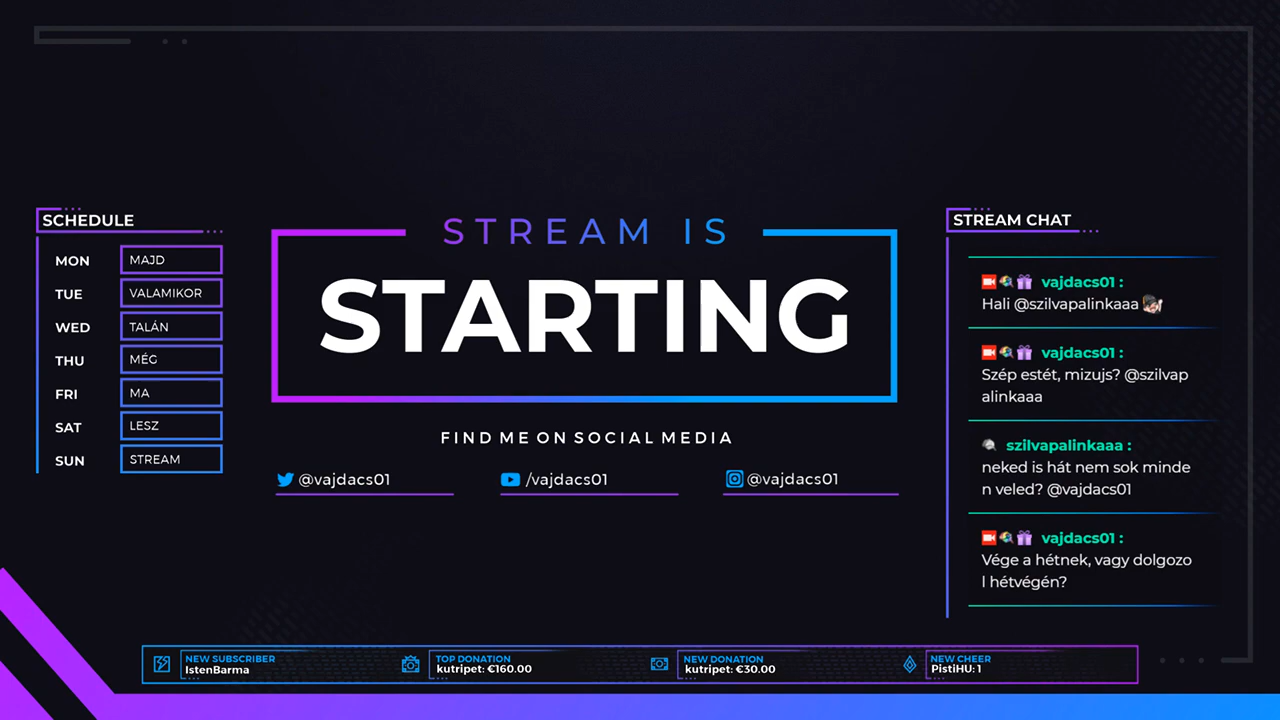 SCHEDULE
MON MAJD
TUE VALAMIKOR
WED TALÁN
THU MÉG
FRI MA
SAT LESZ
SUN STREAM
STREAM IS
STARTING
FIND ME ON SOCIAL MEDIA
@vajdacs01 /vajdacs01 @vajdacs01
STREAM CHAT
vajdacs01 :
Hali @szilvapalinkaaa
vajdacs01 :
Szép estét, mizujs? @szilvap
alinkaaa
szilvapalinkaaa :
neked is hát nem sok minde
n veled? @vajdacs01
vajdacs01 :
Vége a hétnek, vagy dolgozo
l hétvégén?
NEW SUBSCRIBER
IstenBarma
TOP DONATION
kutripet: €160.00
NEW DONATION
kutripet: €30.00
NEW CHEER
PistiHU: 1